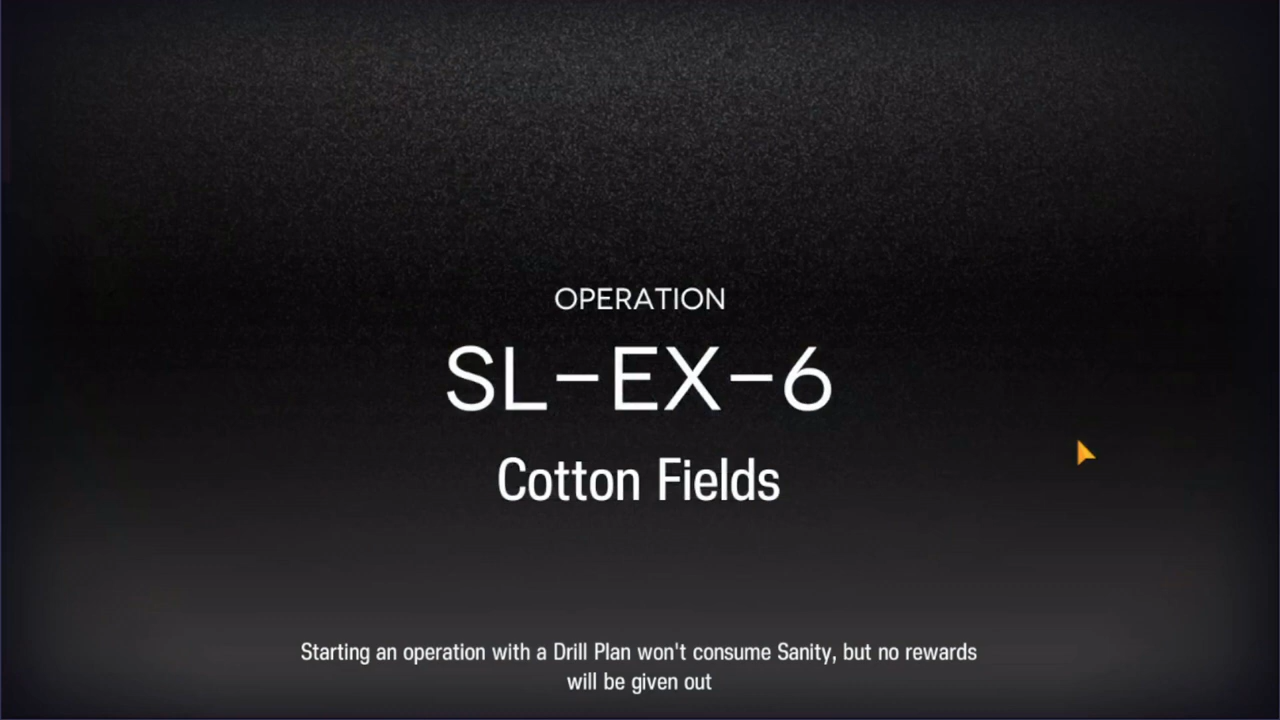 OPERATION
SL-EX-6
Cotton Fields
Starting an operation with a Drill Plan won't consume Sanity, but no rewards
will be given out